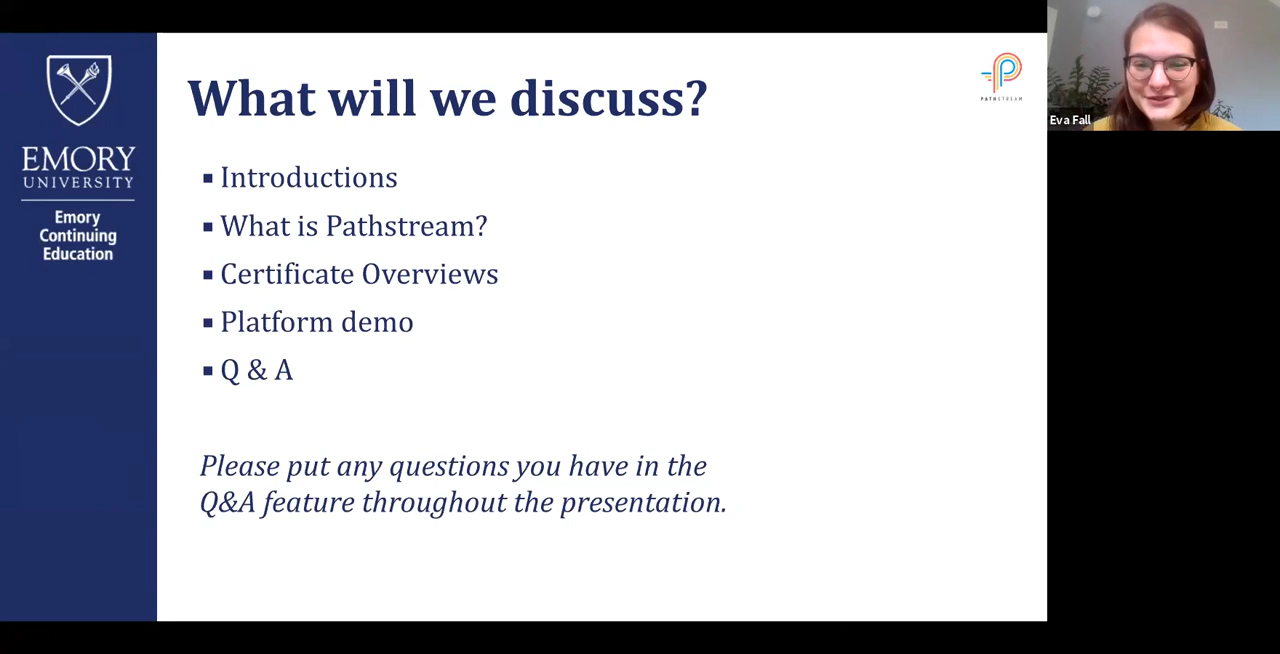 EMORY
UNIVERSITY
Emory
Continuing
Education
What will we discuss?
▪ Introductions
▪ What is Pathstream?
▪ Certificate Overviews
▪ Platform demo
▪ Q & A
Please put any questions you have in the
Q&A feature throughout the presentation.
PATHSTREAM
Eva Fall